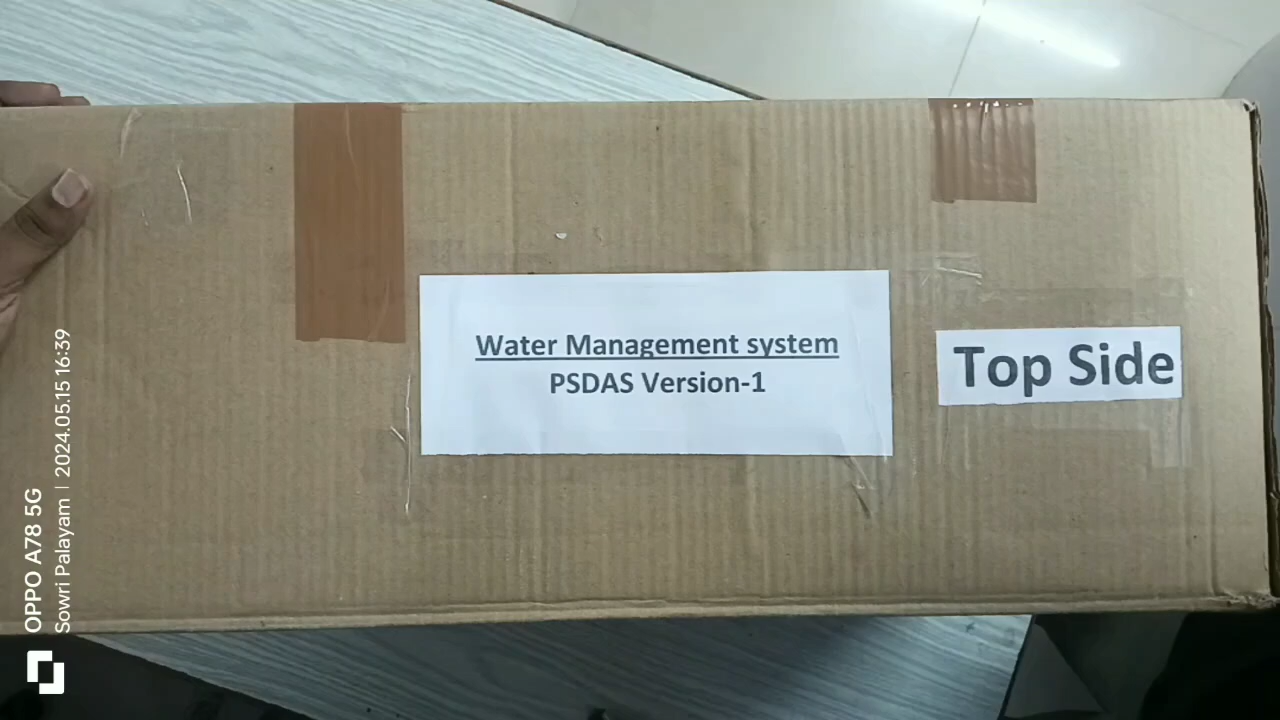 Water Management system
PSDAS Version-1
Top Side
OPPO A78 5G
Sowri Palayam | 2024.05.15 16:39